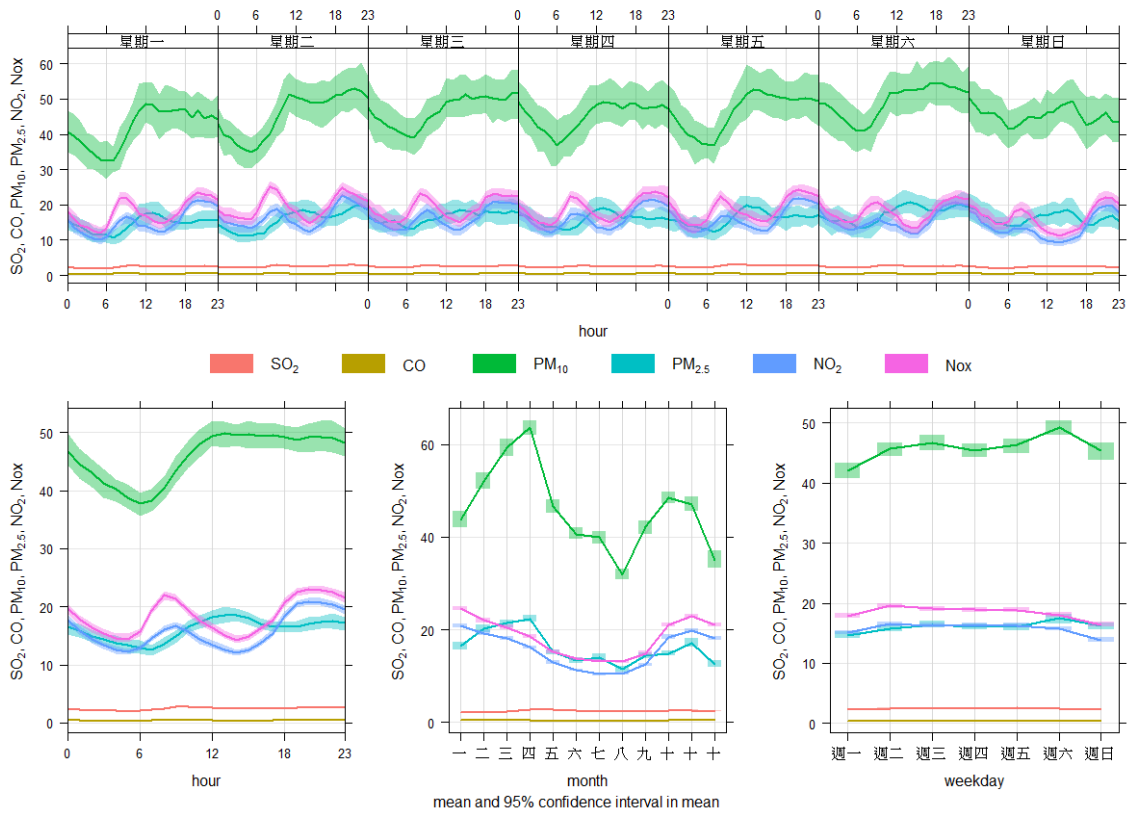 0 6 12 18 23 0 6 12 18 23 0 6 12 18 23
星期一 星期二 星期三 星期四 星期五 星期六 星期日
SO₂, CO, PM₁₀, PM₂.₅, NO₂, Nox
60
50
40
30
20
10
0
0 6 12 18 0 6 12 18 23 0 6 12 18 0 6 12 18 23 0 6 12 18 23
hour
SO₂ CO PM₁₀ PM₂.₅ NO₂ Nox
SO₂, CO, PM₁₀, PM₂.₅, NO₂, Nox
50
40
30
20
10
0
0 6 12 18 23
hour
SO₂, CO, PM₁₀, PM₂.₅, NO₂, Nox
60
40
20
0
一 二 三 四 五 六 七 八 九 十 十 十
month
SO₂, CO, PM₁₀, PM₂.₅, NO₂, Nox
50
40
30
20
10
0
週一 週二 週三 週四 週五 週六 週日
weekday
mean and 95% confidence interval in mean